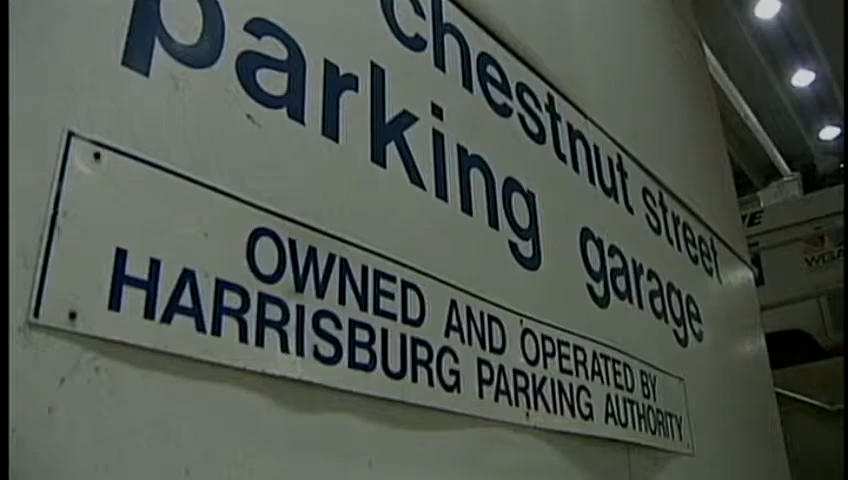 p
chestnut street
parking garage
OWNED AND OPERATED BY
HARRISBURG PARKING AUTHORITY